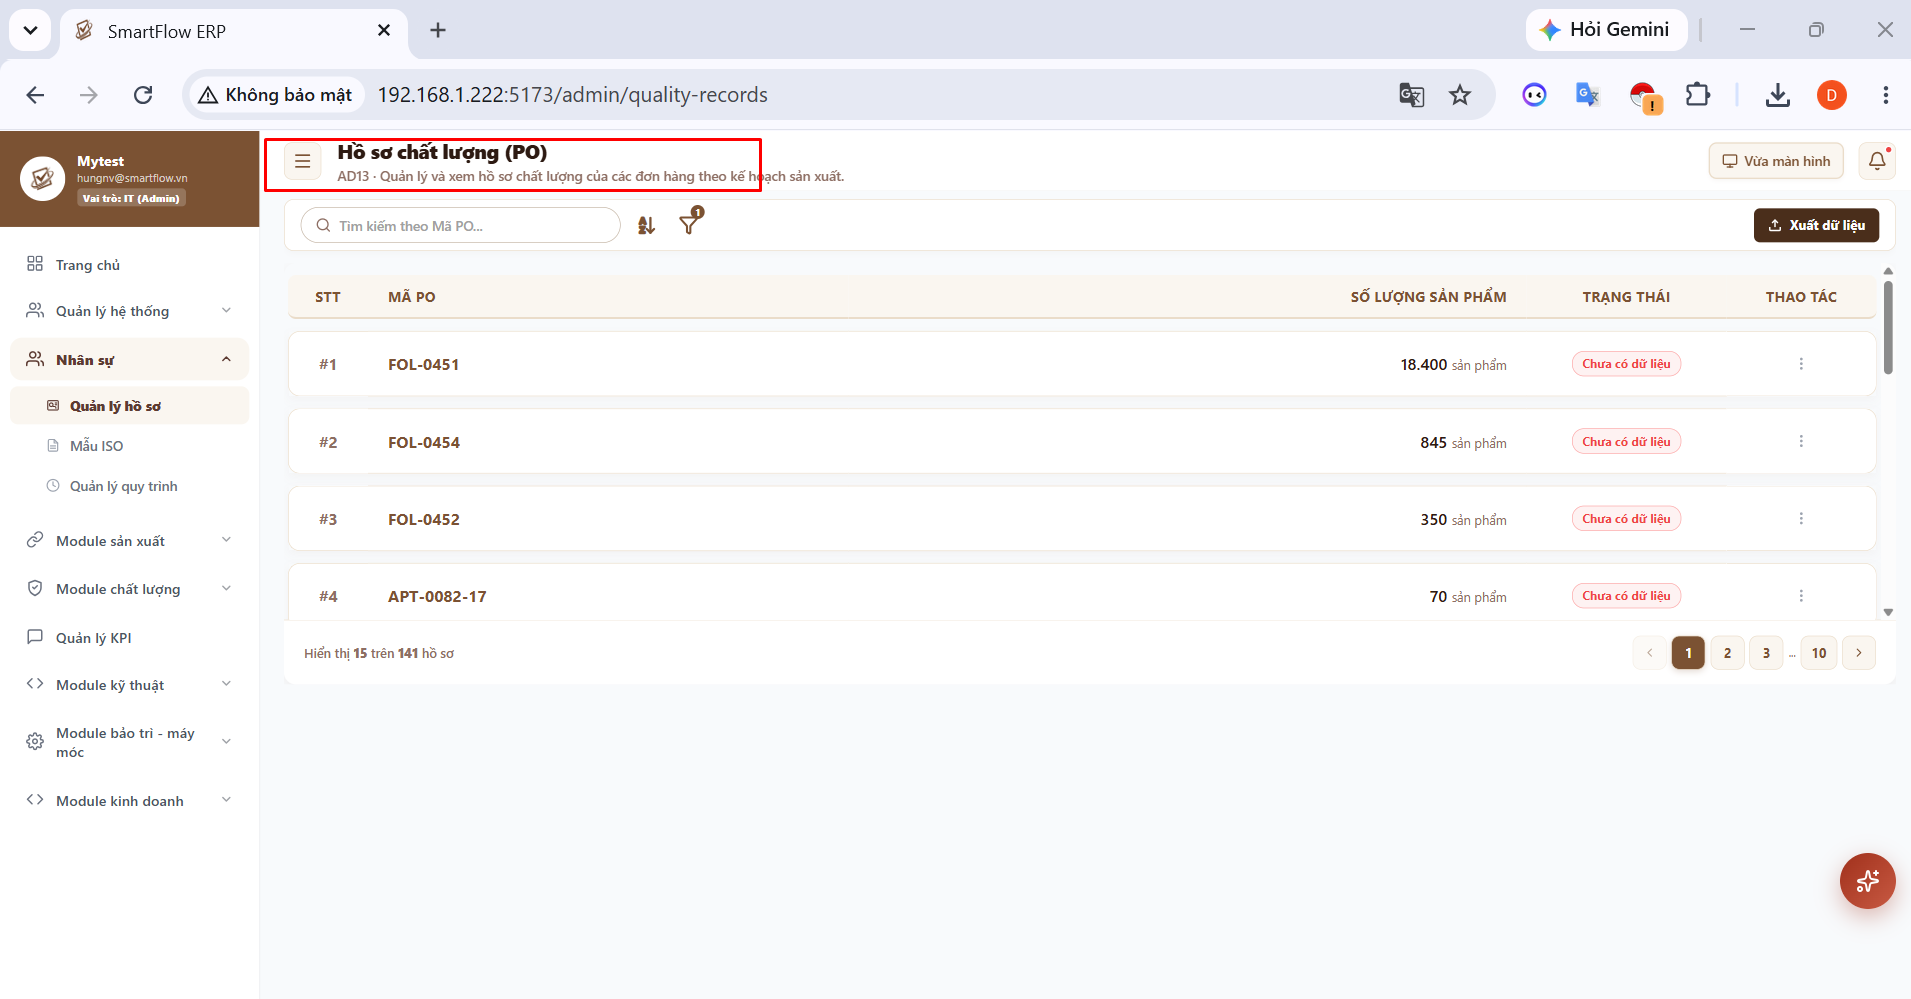 SmartFlow ERP
Hỏi Gemini
Không bảo mật
192.168.1.222:5173/admin/quality-records
D
Mytest
hungnv@smartflow.vn
Vai trò: IT (Admin)
Trang chủ
Quản lý hệ thống
Nhân sự
Quản lý hồ sơ
Mẫu ISO
Quản lý quy trình
Module sản xuất
Module chất lượng
Quản lý KPI
Module kỹ thuật
Module bảo trì - máy
móc
Module kinh doanh
Hồ sơ chất lượng (PO)
AD13 · Quản lý và xem hồ sơ chất lượng của các đơn hàng theo kế hoạch sản xuất.
Vừa màn hình
Tìm kiếm theo Mã PO...
1
Xuất dữ liệu
STT MÃ PO SỐ LƯỢNG SẢN PHẨM TRẠNG THÁI THAO TÁC
#1 FOL-0451 18.400 sản phẩm Chưa có dữ liệu
#2 FOL-0454 845 sản phẩm Chưa có dữ liệu
#3 FOL-0452 350 sản phẩm Chưa có dữ liệu
#4 APT-0082-17 70 sản phẩm Chưa có dữ liệu
Hiển thị 15 trên 141 hồ sơ
1 2 3 ... 10